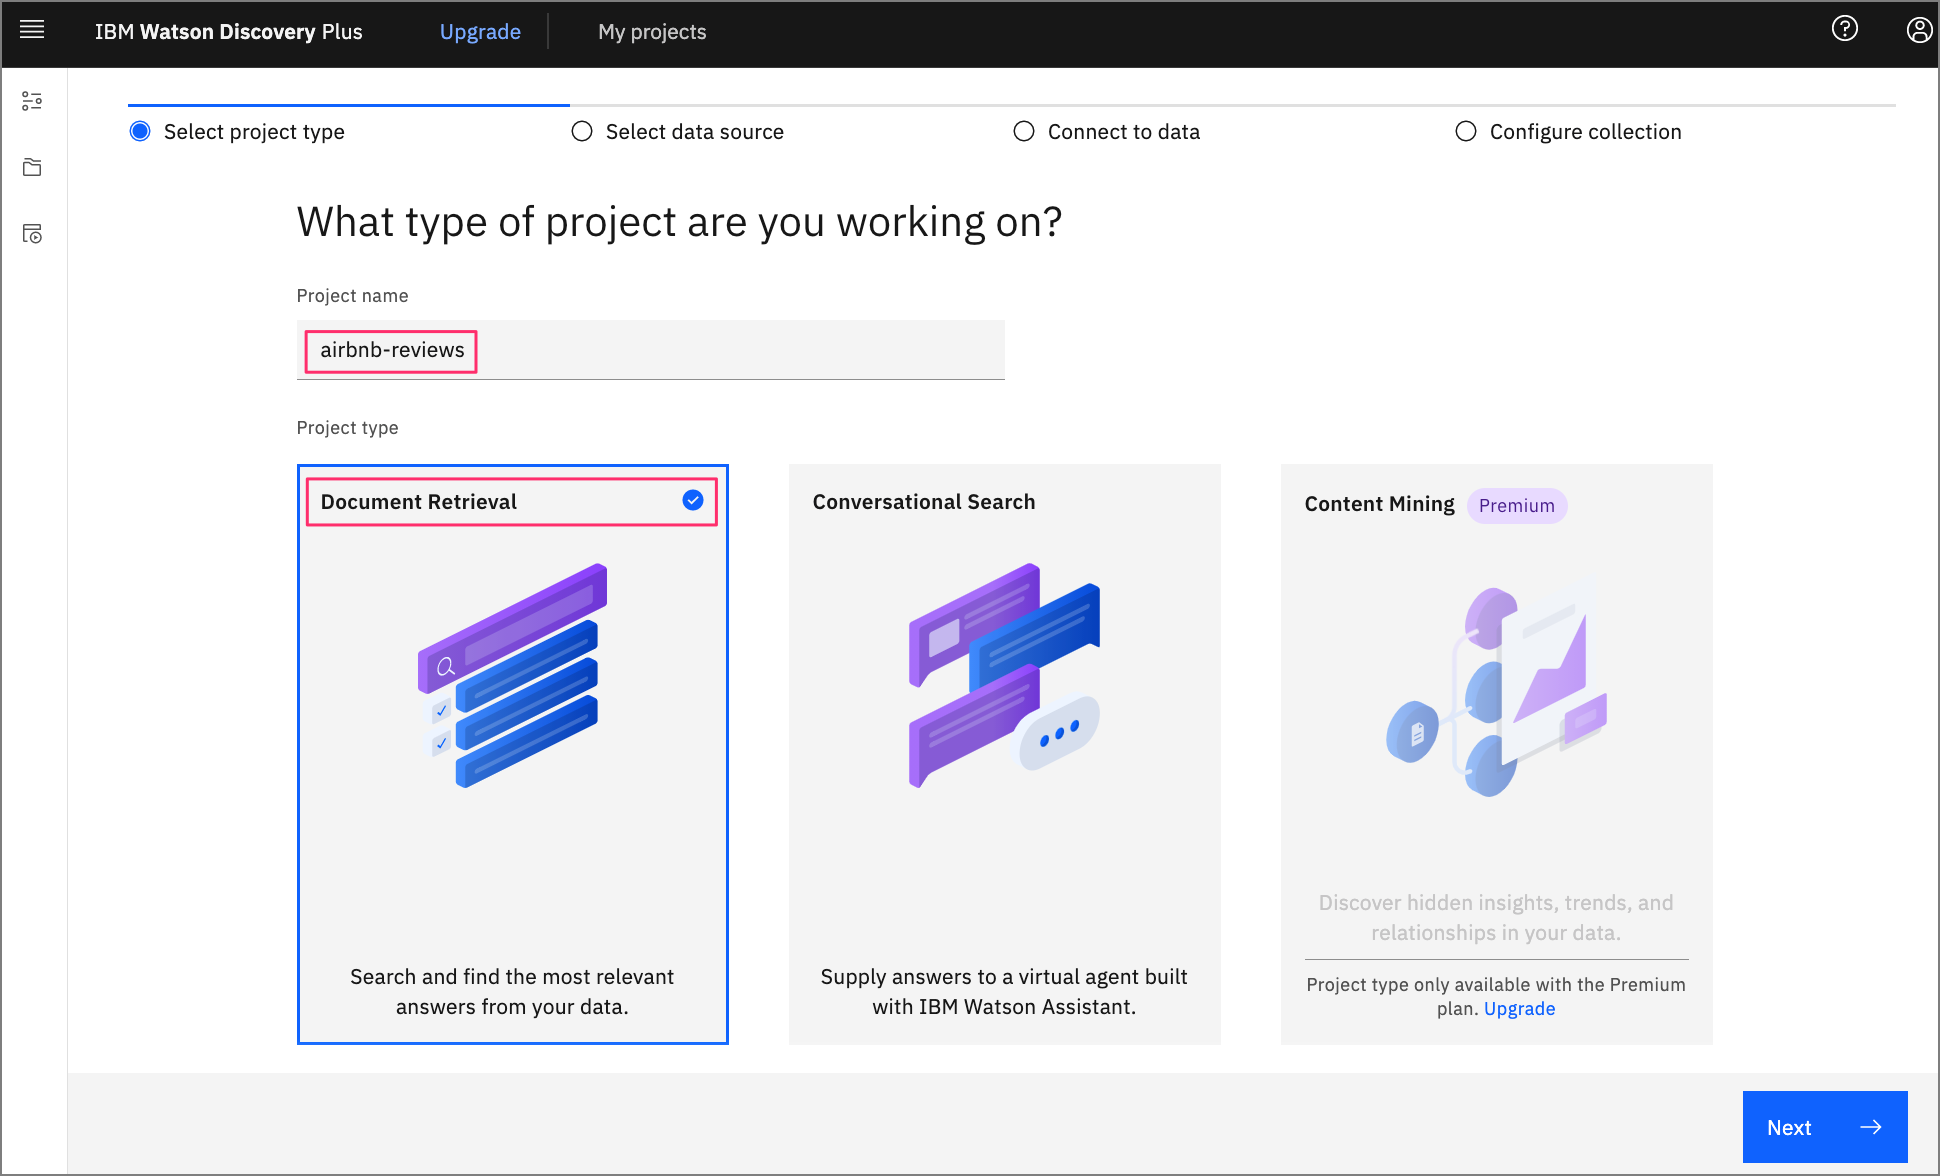 IBM Watson Discovery Plus
Upgrade
My projects
Select project type
Select data source
Connect to data
Configure collection
What type of project are you working on?
Project name
airbnb-reviews
Project type
Document Retrieval
Search and find the most relevant
answers from your data.
Conversational Search
Supply answers to a virtual agent built
with IBM Watson Assistant.
Content Mining
Premium
Discover hidden insights, trends, and
relationships in your data.
Project type only available with the Premium
plan. Upgrade
Next